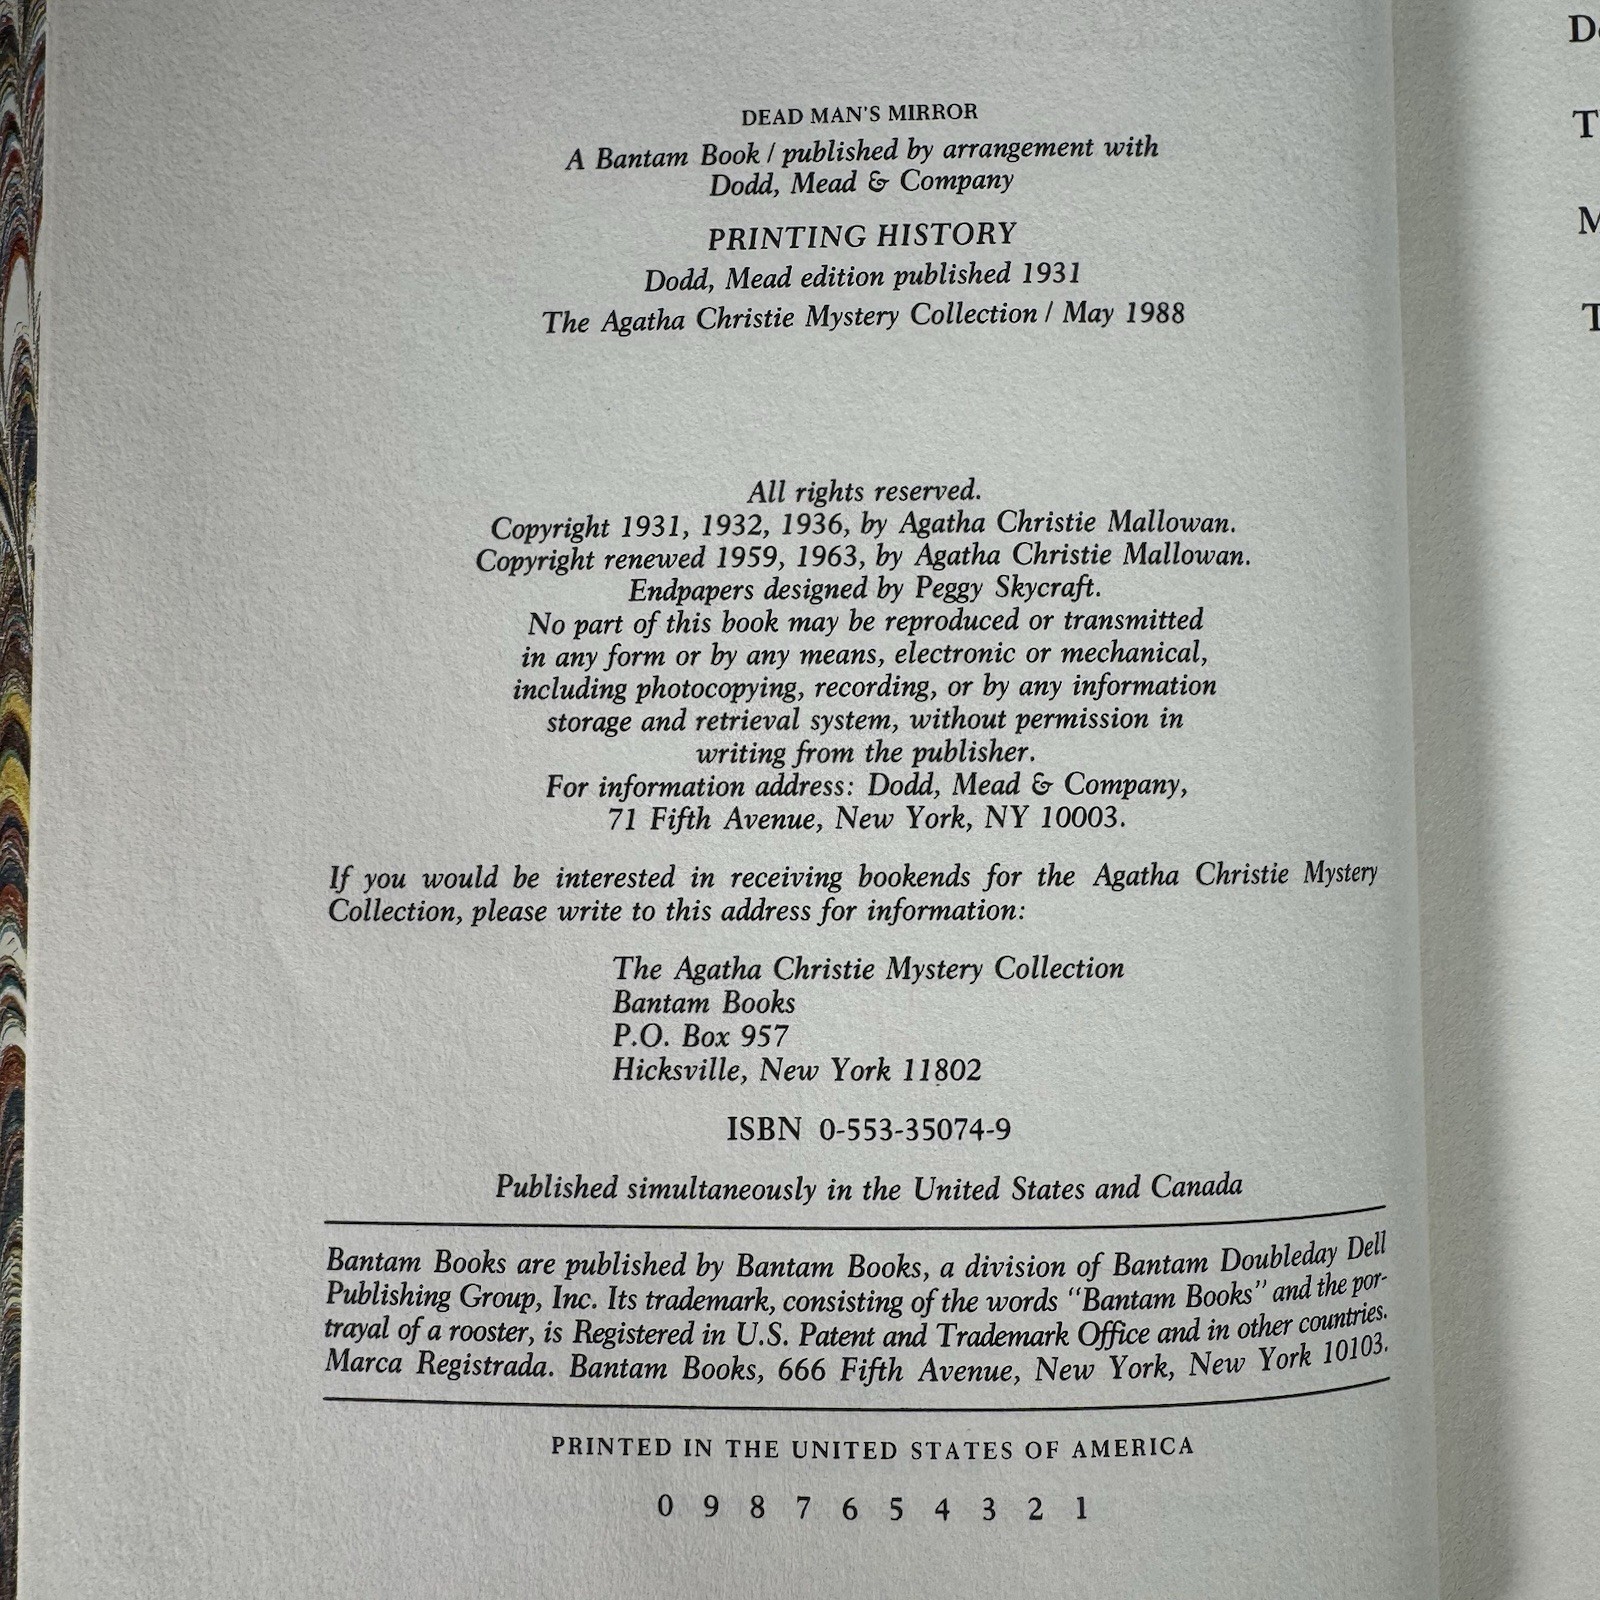 DEAD MAN'S MIRROR
A Bantam Book / published by arrangement with
Dodd, Mead & Company
PRINTING HISTORY
Dodd, Mead edition published 1931
The Agatha Christie Mystery Collection / May 1988
All rights reserved.
Copyright 1931, 1932, 1936, by Agatha Christie Mallowan.
Copyright renewed 1959, 1963, by Agatha Christie Mallowan.
Endpapers designed by Peggy Skycraft.
No part of this book may be reproduced or transmitted
in any form or by any means, electronic or mechanical,
including photocopying, recording, or by any information
storage and retrieval system, without permission in
writing from the publisher.
For information address: Dodd, Mead & Company,
71 Fifth Avenue, New York, NY 10003.
If you would be interested in receiving bookends for the Agatha Christie Mystery
Collection, please write to this address for information:
The Agatha Christie Mystery Collection
Bantam Books
P.O. Box 957
Hicksville, New York 11802
ISBN 0-553-35074-9
Published simultaneously in the United States and Canada
Bantam Books are published by Bantam Books, a division of Bantam Doubleday Dell
Publishing Group, Inc. Its trademark, consisting of the words "Bantam Books" and the por-
trayal of a rooster, is Registered in U.S. Patent and Trademark Office and in other countries.
Marca Registrada. Bantam Books, 666 Fifth Avenue, New York, New York 10103.
PRINTED IN THE UNITED STATES OF AMERICA
0 9 8 7 6 5 4 3 2 1